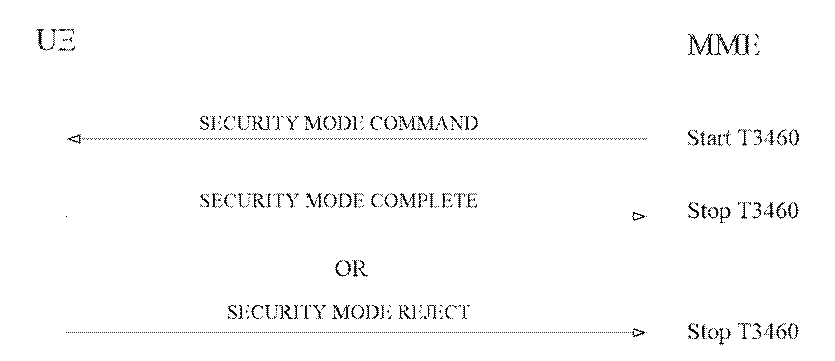 UE MME
SECURITY MODE COMMAND Start T3460
SECURITY MODE COMPLETE Stop T3460
OR
SECURITY MODE REJECT Stop T3460